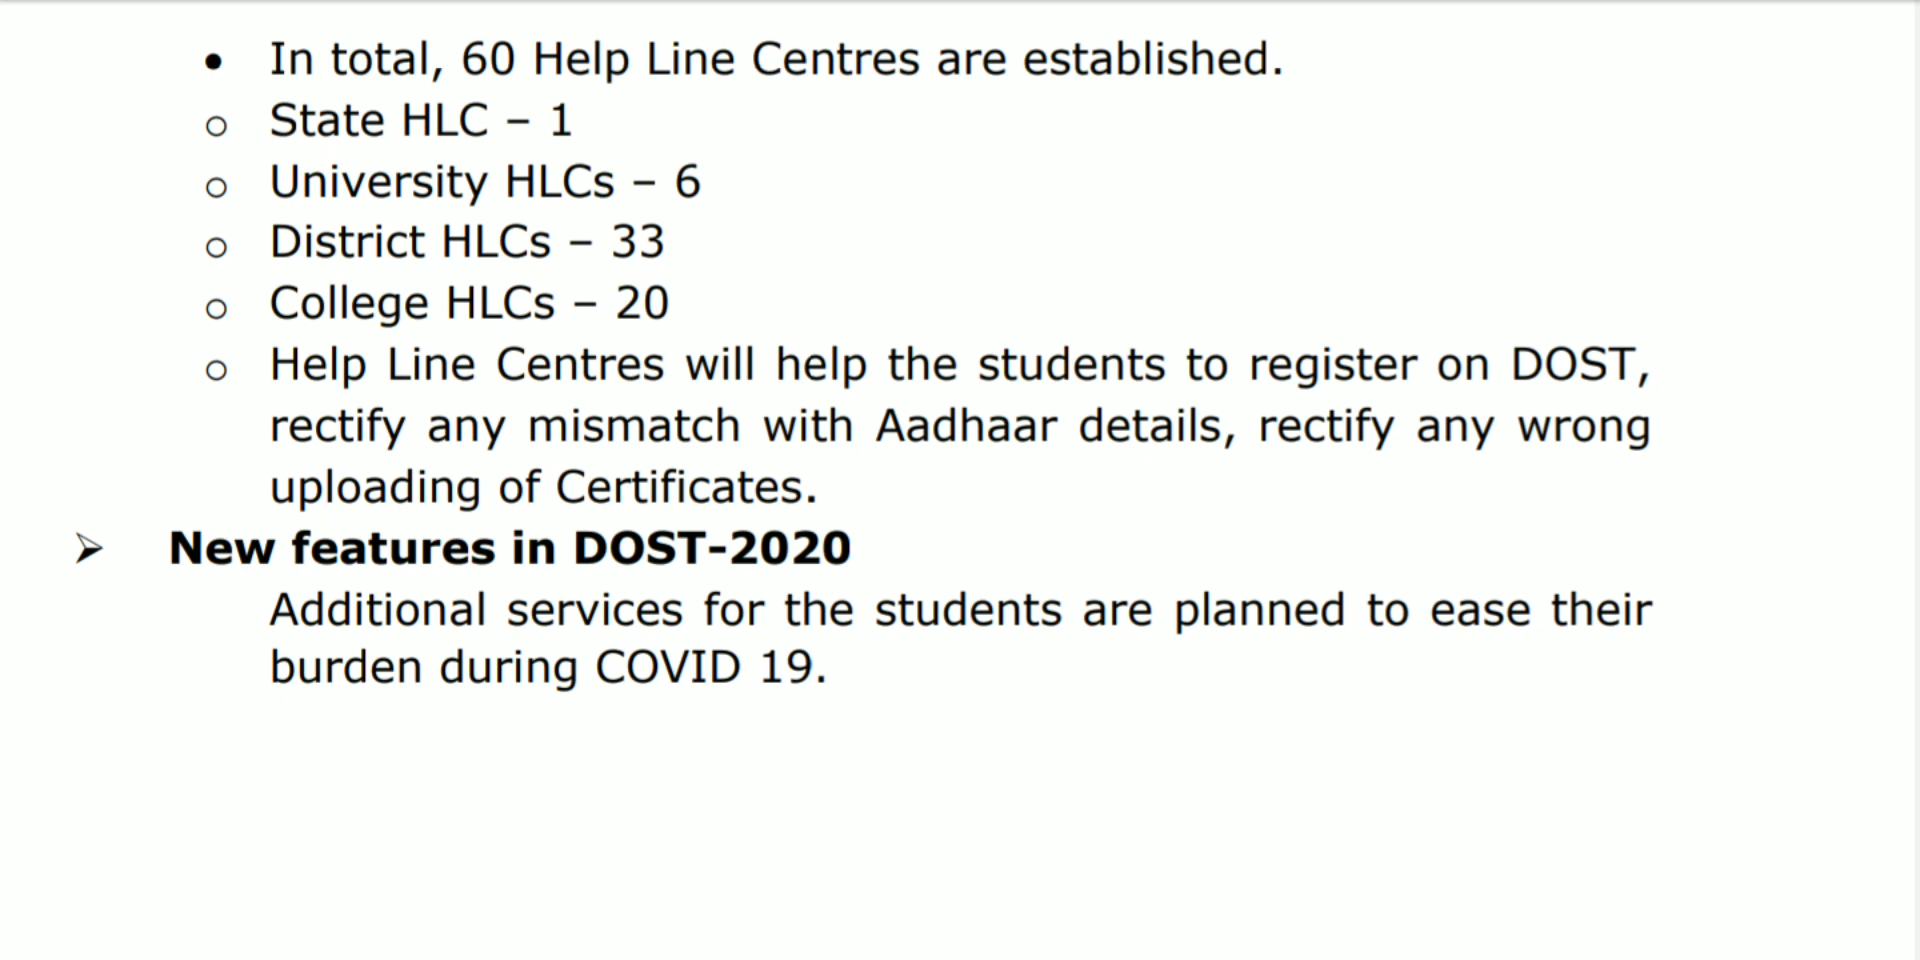 • In total, 60 Help Line Centres are established.
o State HLC – 1
o University HLCs – 6
o District HLCs – 33
o College HLCs – 20
o Help Line Centres will help the students to register on DOST,
rectify any mismatch with Aadhaar details, rectify any wrong
uploading of Certificates.
➢ New features in DOST-2020
Additional services for the students are planned to ease their
burden during COVID 19.